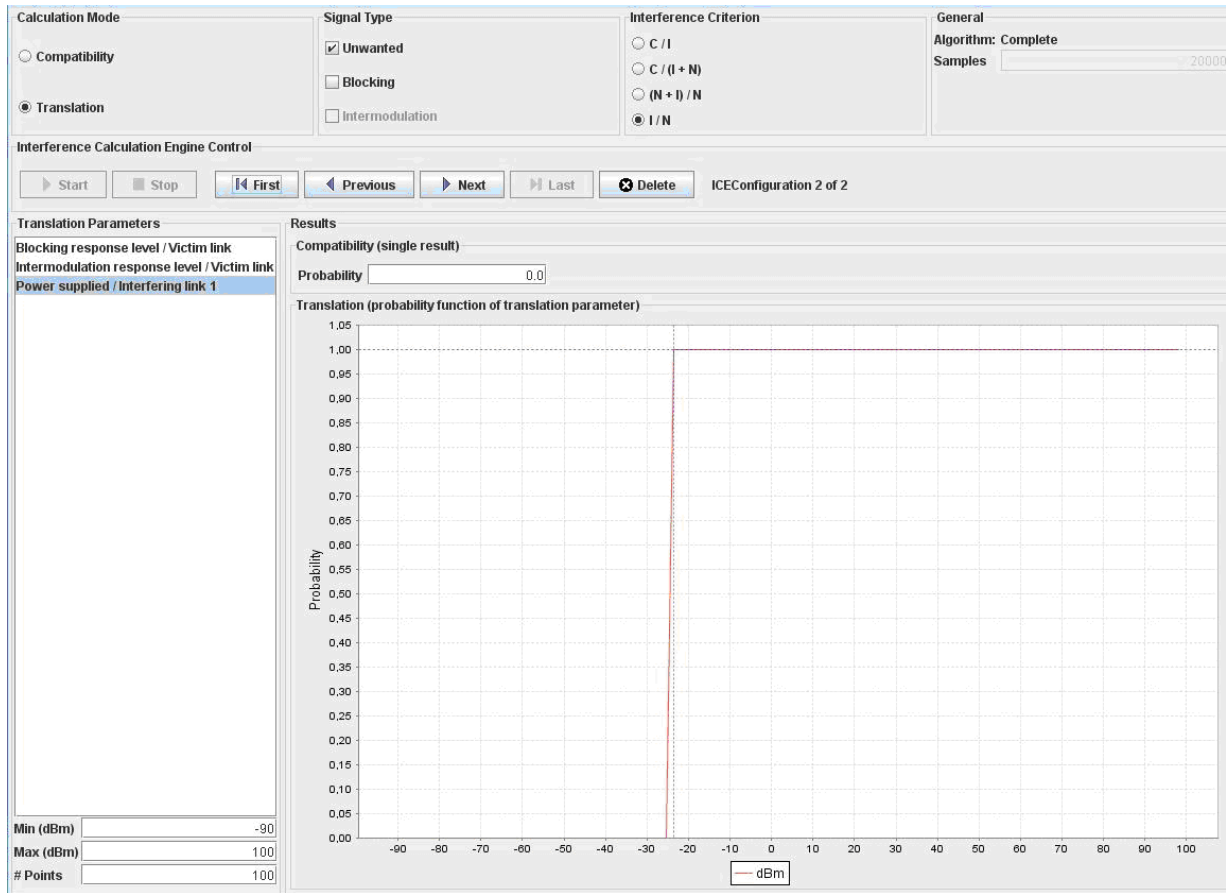 Calculation Mode
Compatibility
Translation
Signal Type
Unwanted
Blocking
Intermodulation
Interference Criterion
C / I
C / (I + N)
(N + I) / N
I / N
General
Algorithm: Complete
Samples 20000
Interference Calculation Engine Control
Start Stop First Previous Next Last Delete ICEConfiguration 2 of 2
Translation Parameters
Blocking response level / Victim link
Intermodulation response level / Victim link
Power supplied / Interfering link 1
Min (dBm) -90
Max (dBm) 100
# Points 100
Results
Compatibility (single result)
Probability 0.0
Translation (probability function of translation parameter)
1,05
1,00
0,95
0,90
0,85
0,80
0,75
0,70
0,65
0,60
0,55
0,50
0,45
0,40
0,35
0,30
0,25
0,20
0,15
0,10
0,05
0,00
Probability
-90 -80 -70 -60 -50 -40 -30 -20 -10 0 10 20 30 40 50 60 70 80 90 100
dBm